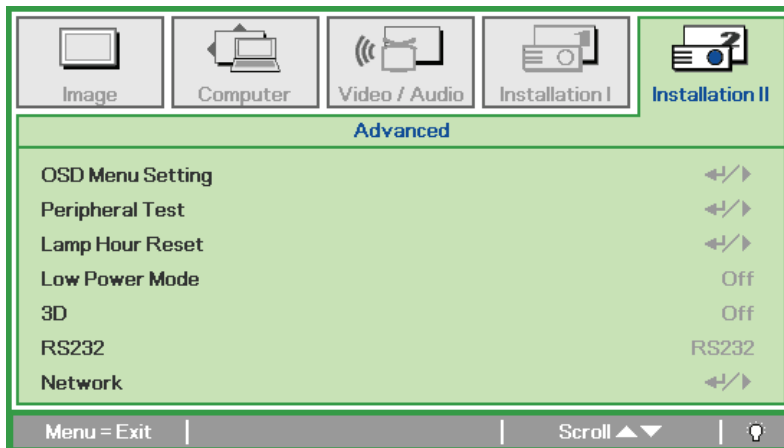 Image
Computer
Video / Audio
Installation I
Installation II
Advanced
OSD Menu Setting
Peripheral Test
Lamp Hour Reset
Low Power Mode Off
3D Off
RS232 RS232
Network
Menu = Exit Scroll